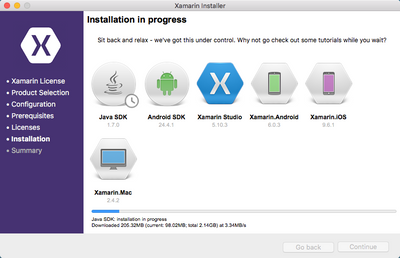 Xamarin Installer
Installation in progress
Sit back and relax - we've got this under control. Why not go check out some tutorials while you wait?
• Xamarin License
• Product Selection
• Configuration
• Prerequisites
• Licenses
• Installation
• Summary
Java SDK
1.7.0
Android SDK
24.4.1
Xamarin Studio
5.10.3
Xamarin.Android
6.0.3
Xamarin.iOS
9.6.1
Xamarin.Mac
2.4.2
Java SDK: installation in progress
Downloaded 205.32MB (current: 98.02MB; total 2.14GB) at 3.34MB/s
Go back
Continue